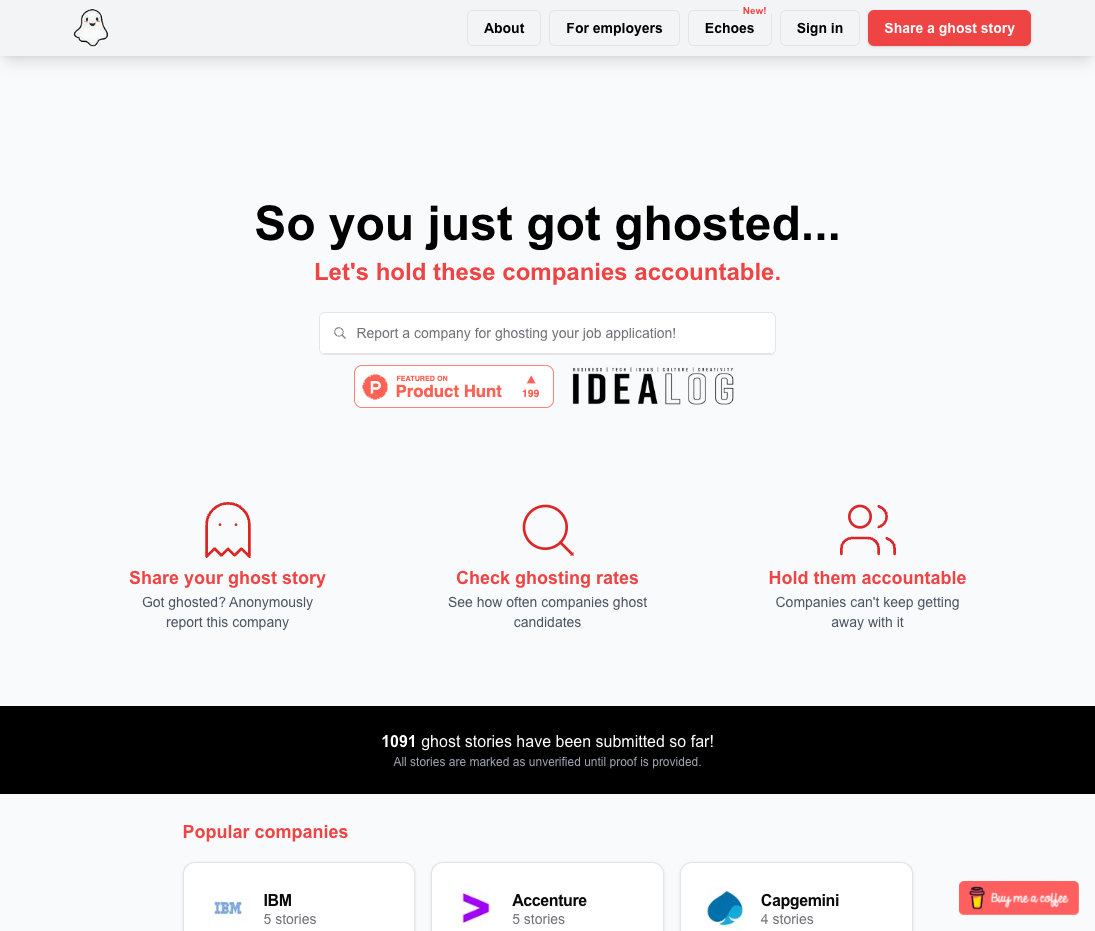 New!
About
For employers
Echoes
Sign in
Share a ghost story
So you just got ghosted...
Let's hold these companies accountable.
Report a company for ghosting your job application!
FEATURED ON
Product Hunt
199
BUSINESS | TECH | IDEAS | CULTURE | CREATIVITY
IDEALOG
Share your ghost story
Got ghosted? Anonymously
report this company
Check ghosting rates
See how often companies ghost
candidates
Hold them accountable
Companies can't keep getting
away with it
1091 ghost stories have been submitted so far!
All stories are marked as unverified until proof is provided.
Popular companies
IBM
IBM
5 stories
Accenture
5 stories
Capgemini
4 stories
Buy me a coffee